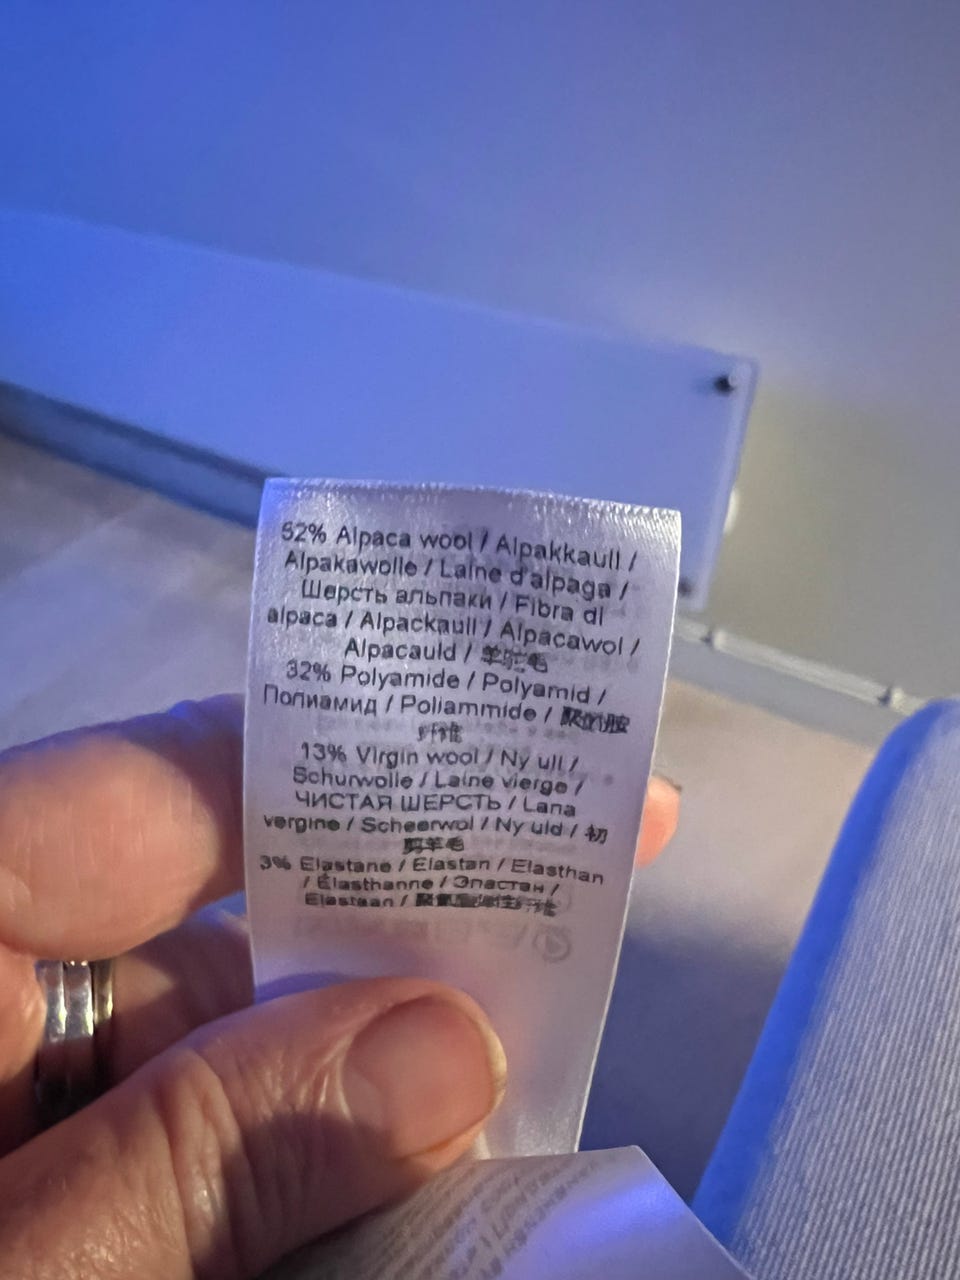 52% Alpaca wool / Alpakkaull /
Alpakawolle / Laine d'alpaga /
Шерсть альпаки / Fibra di
alpaca / Alpackaull / Alpacawol /
Alpacauld / 羊驼毛
32% Polyamide / Polyamid /
Полиамид / Poliammide / 聚酰胺
纤维
13% Virgin wool / Ny ull /
Schurwolle / Laine vierge /
ЧИСТАЯ ШЕРСТЬ / Lana
vergine / Scheerwol / Ny uld / 初
剪羊毛
3% Elastane / Elastan / Elasthan
/ Élasthanne / Эластан /
Elastaan /